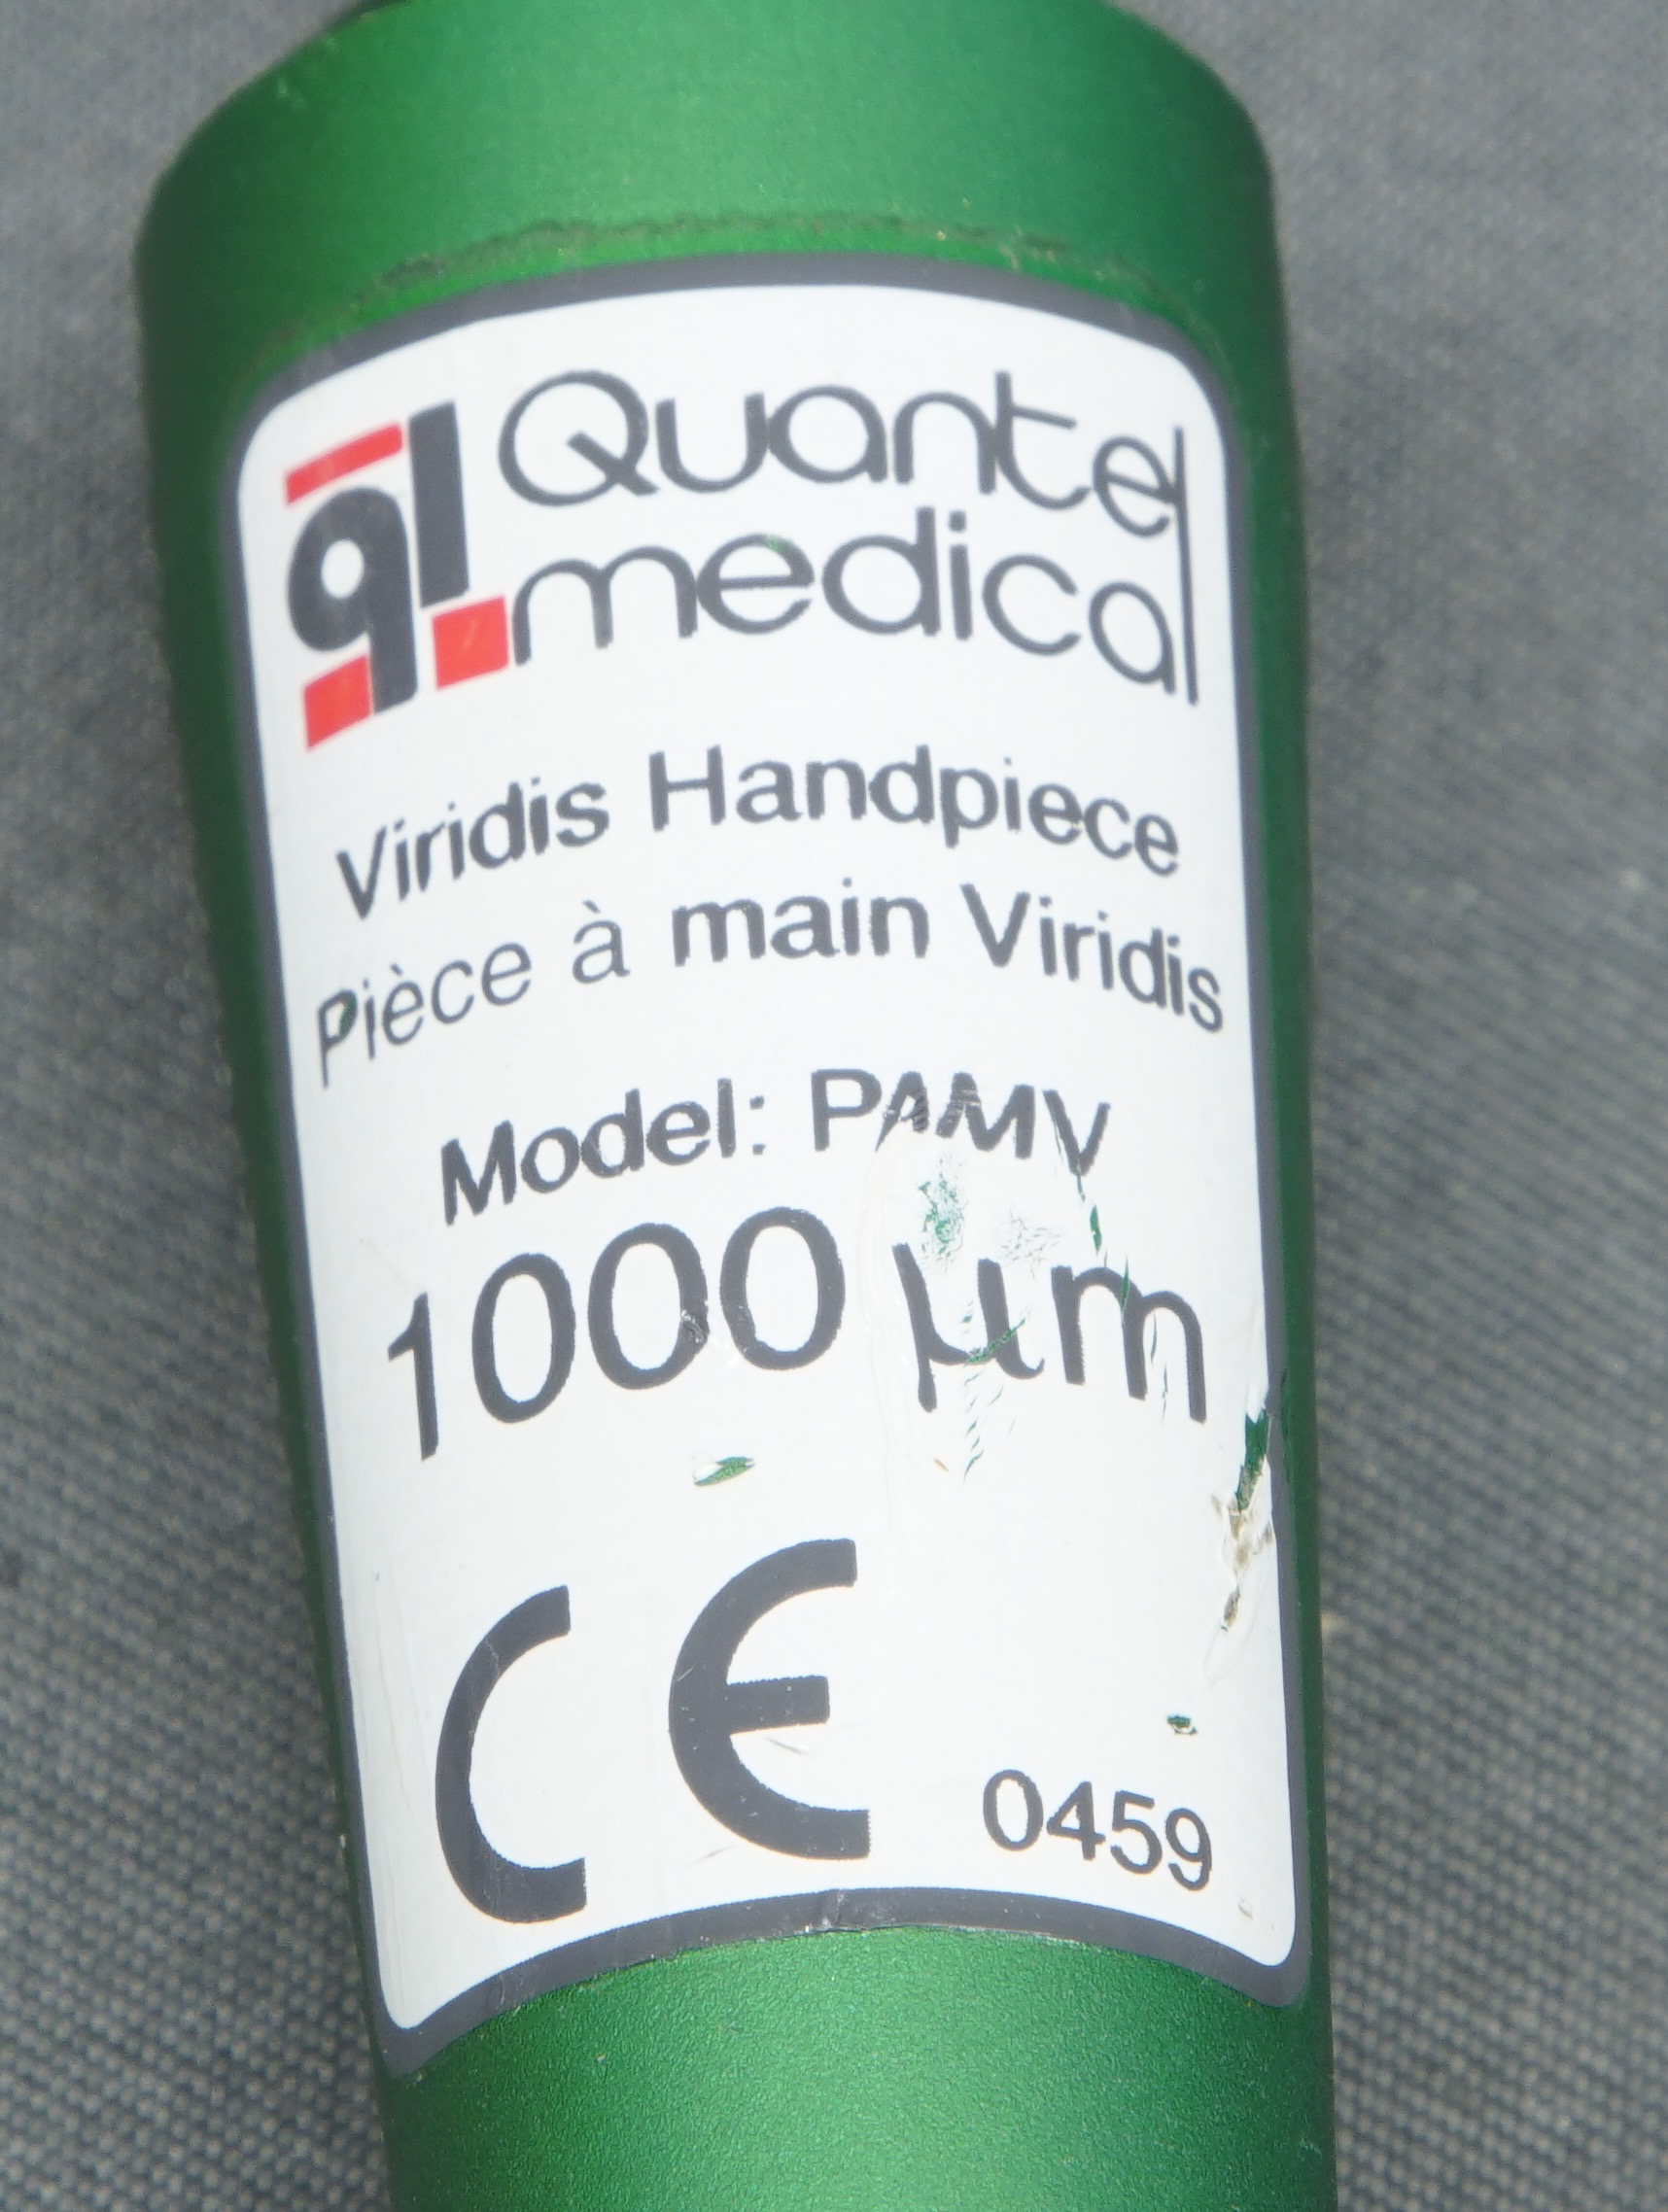 ql Quantel
medical
Viridis Handpiece
Pièce à main Viridis
Model: PAMV
1000 µm
CE 0459